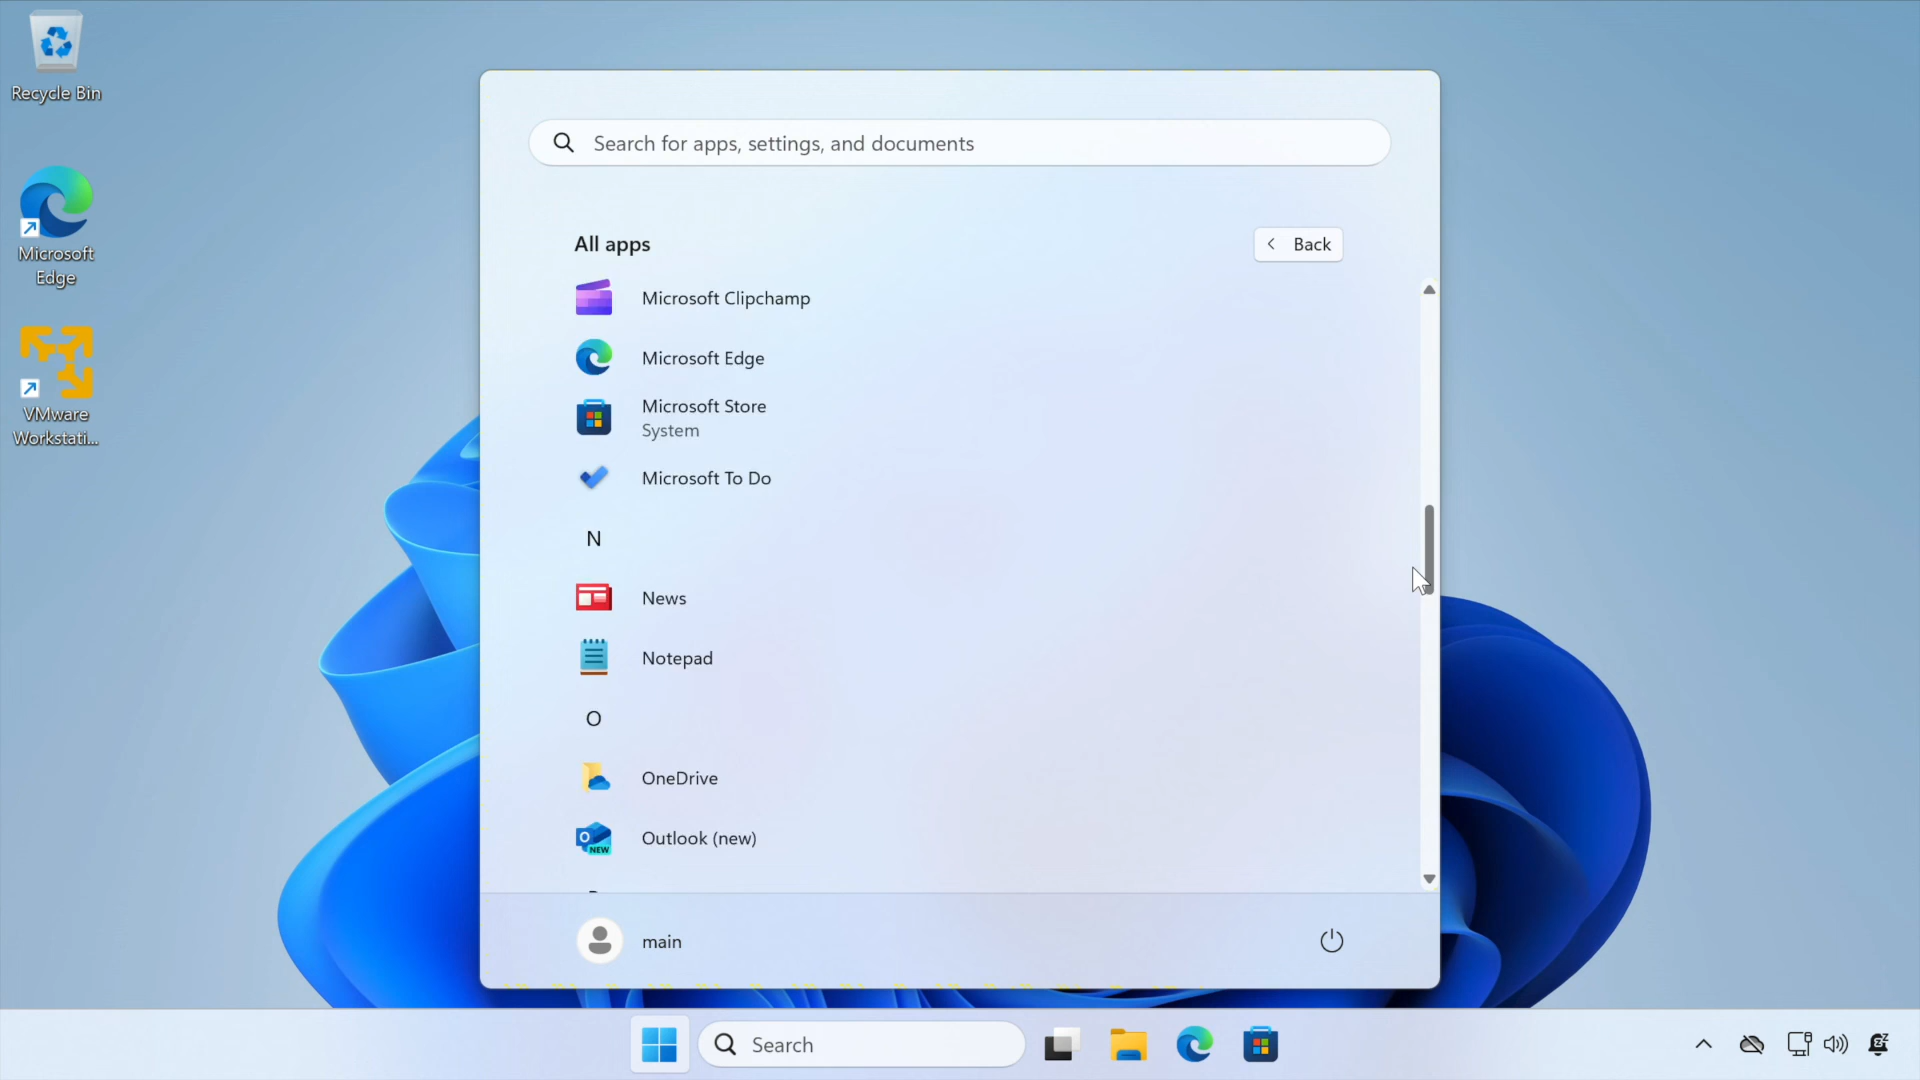 Recycle Bin
Microsoft
Edge
VMware
Workstati...
Search for apps, settings, and documents
All apps
Back
Microsoft Clipchamp
Microsoft Edge
Microsoft Store
System
Microsoft To Do
N
News
Notepad
O
OneDrive
NEW
Outlook (new)
main
Search